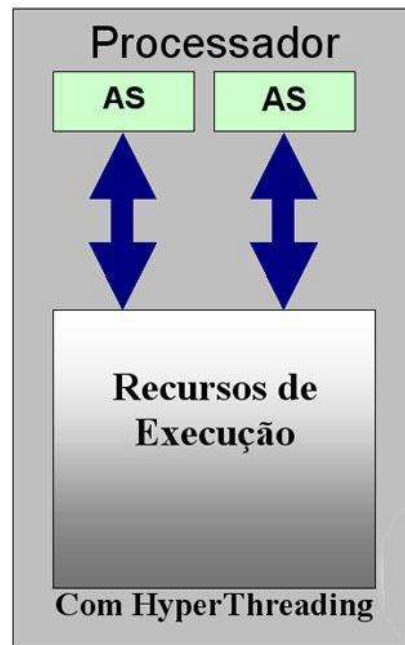 Processador
AS AS
Recursos de
Execução
Com HyperThreading